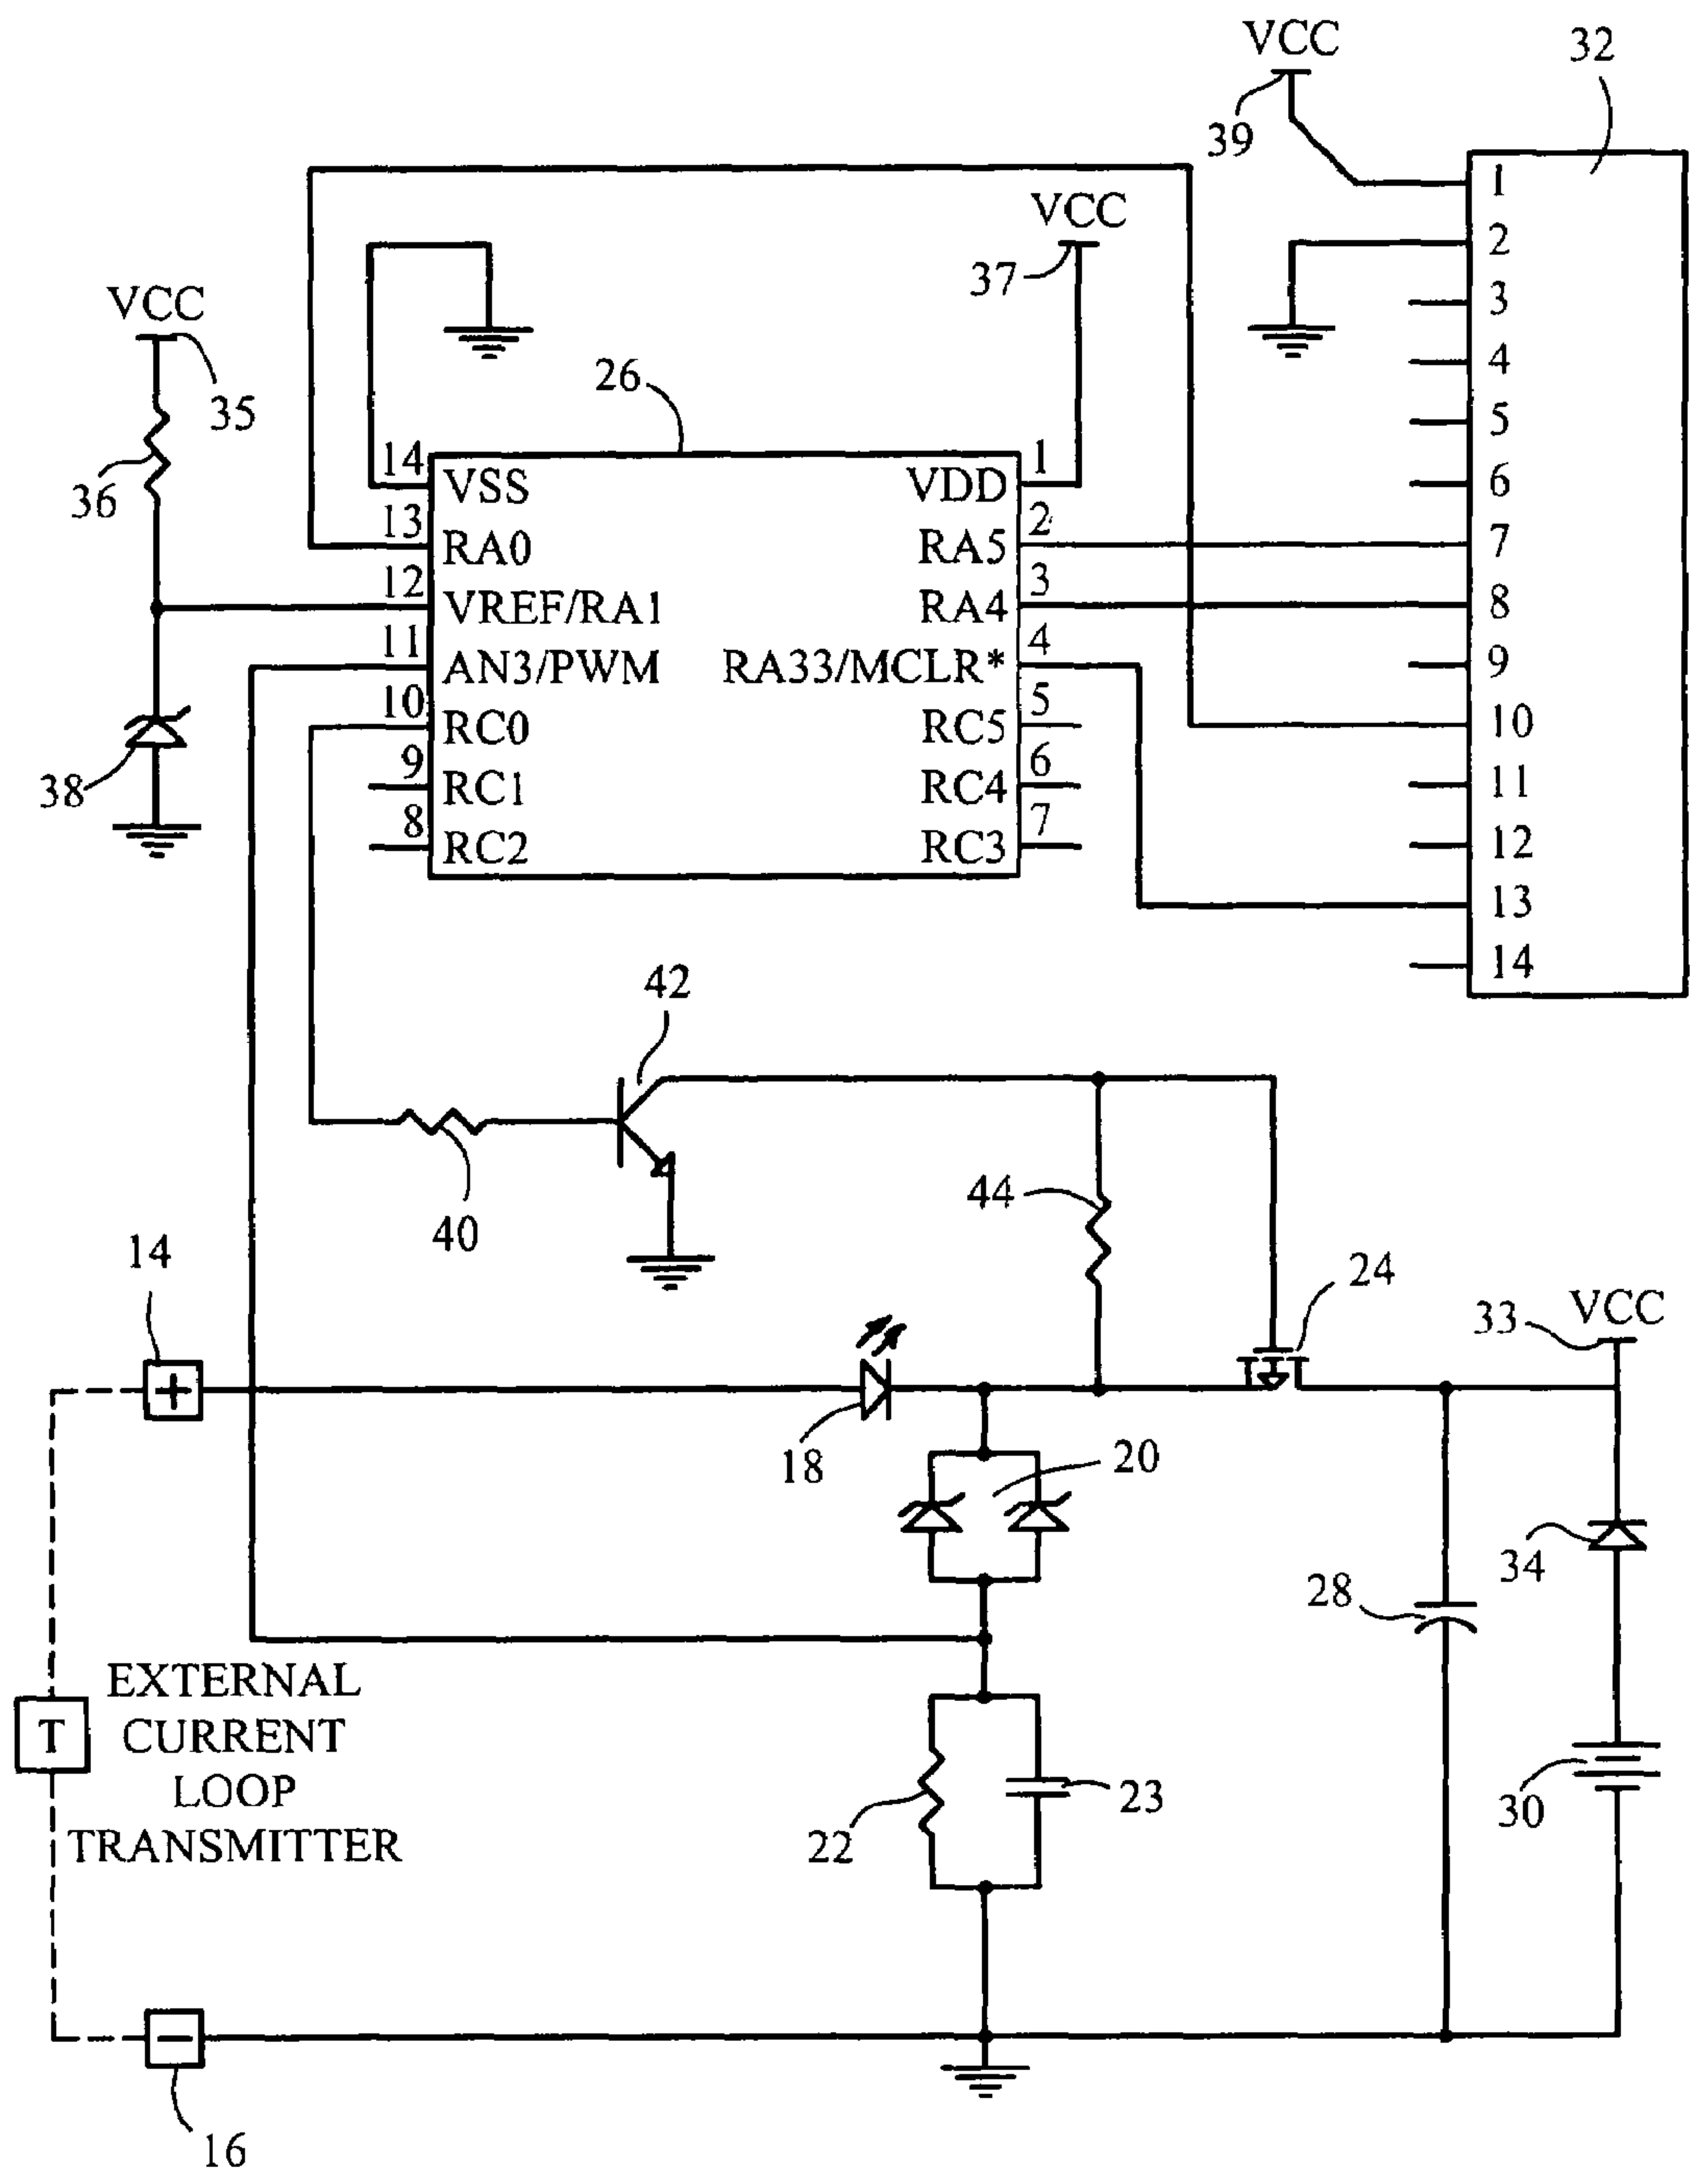 VCC
32
39
1
VCC
2
37
3
VCC
4
26
35
5
14
1
6
36
VSS
VDD
13
2
7
RA0
RA5
12
3
8
VREF/RA1
RA4
11
4
9
AN3/PWM
RA33/MCLR*
10
5
10
RC0
RC5
38
9
6
11
RC1
RC4
8
7
12
RC2
RC3
13
14
42
44
40
14
24
33
VCC
+
18
20
34
28
EXTERNAL
T
CURRENT
LOOP
TRANSMITTER
22
23
30
−
16